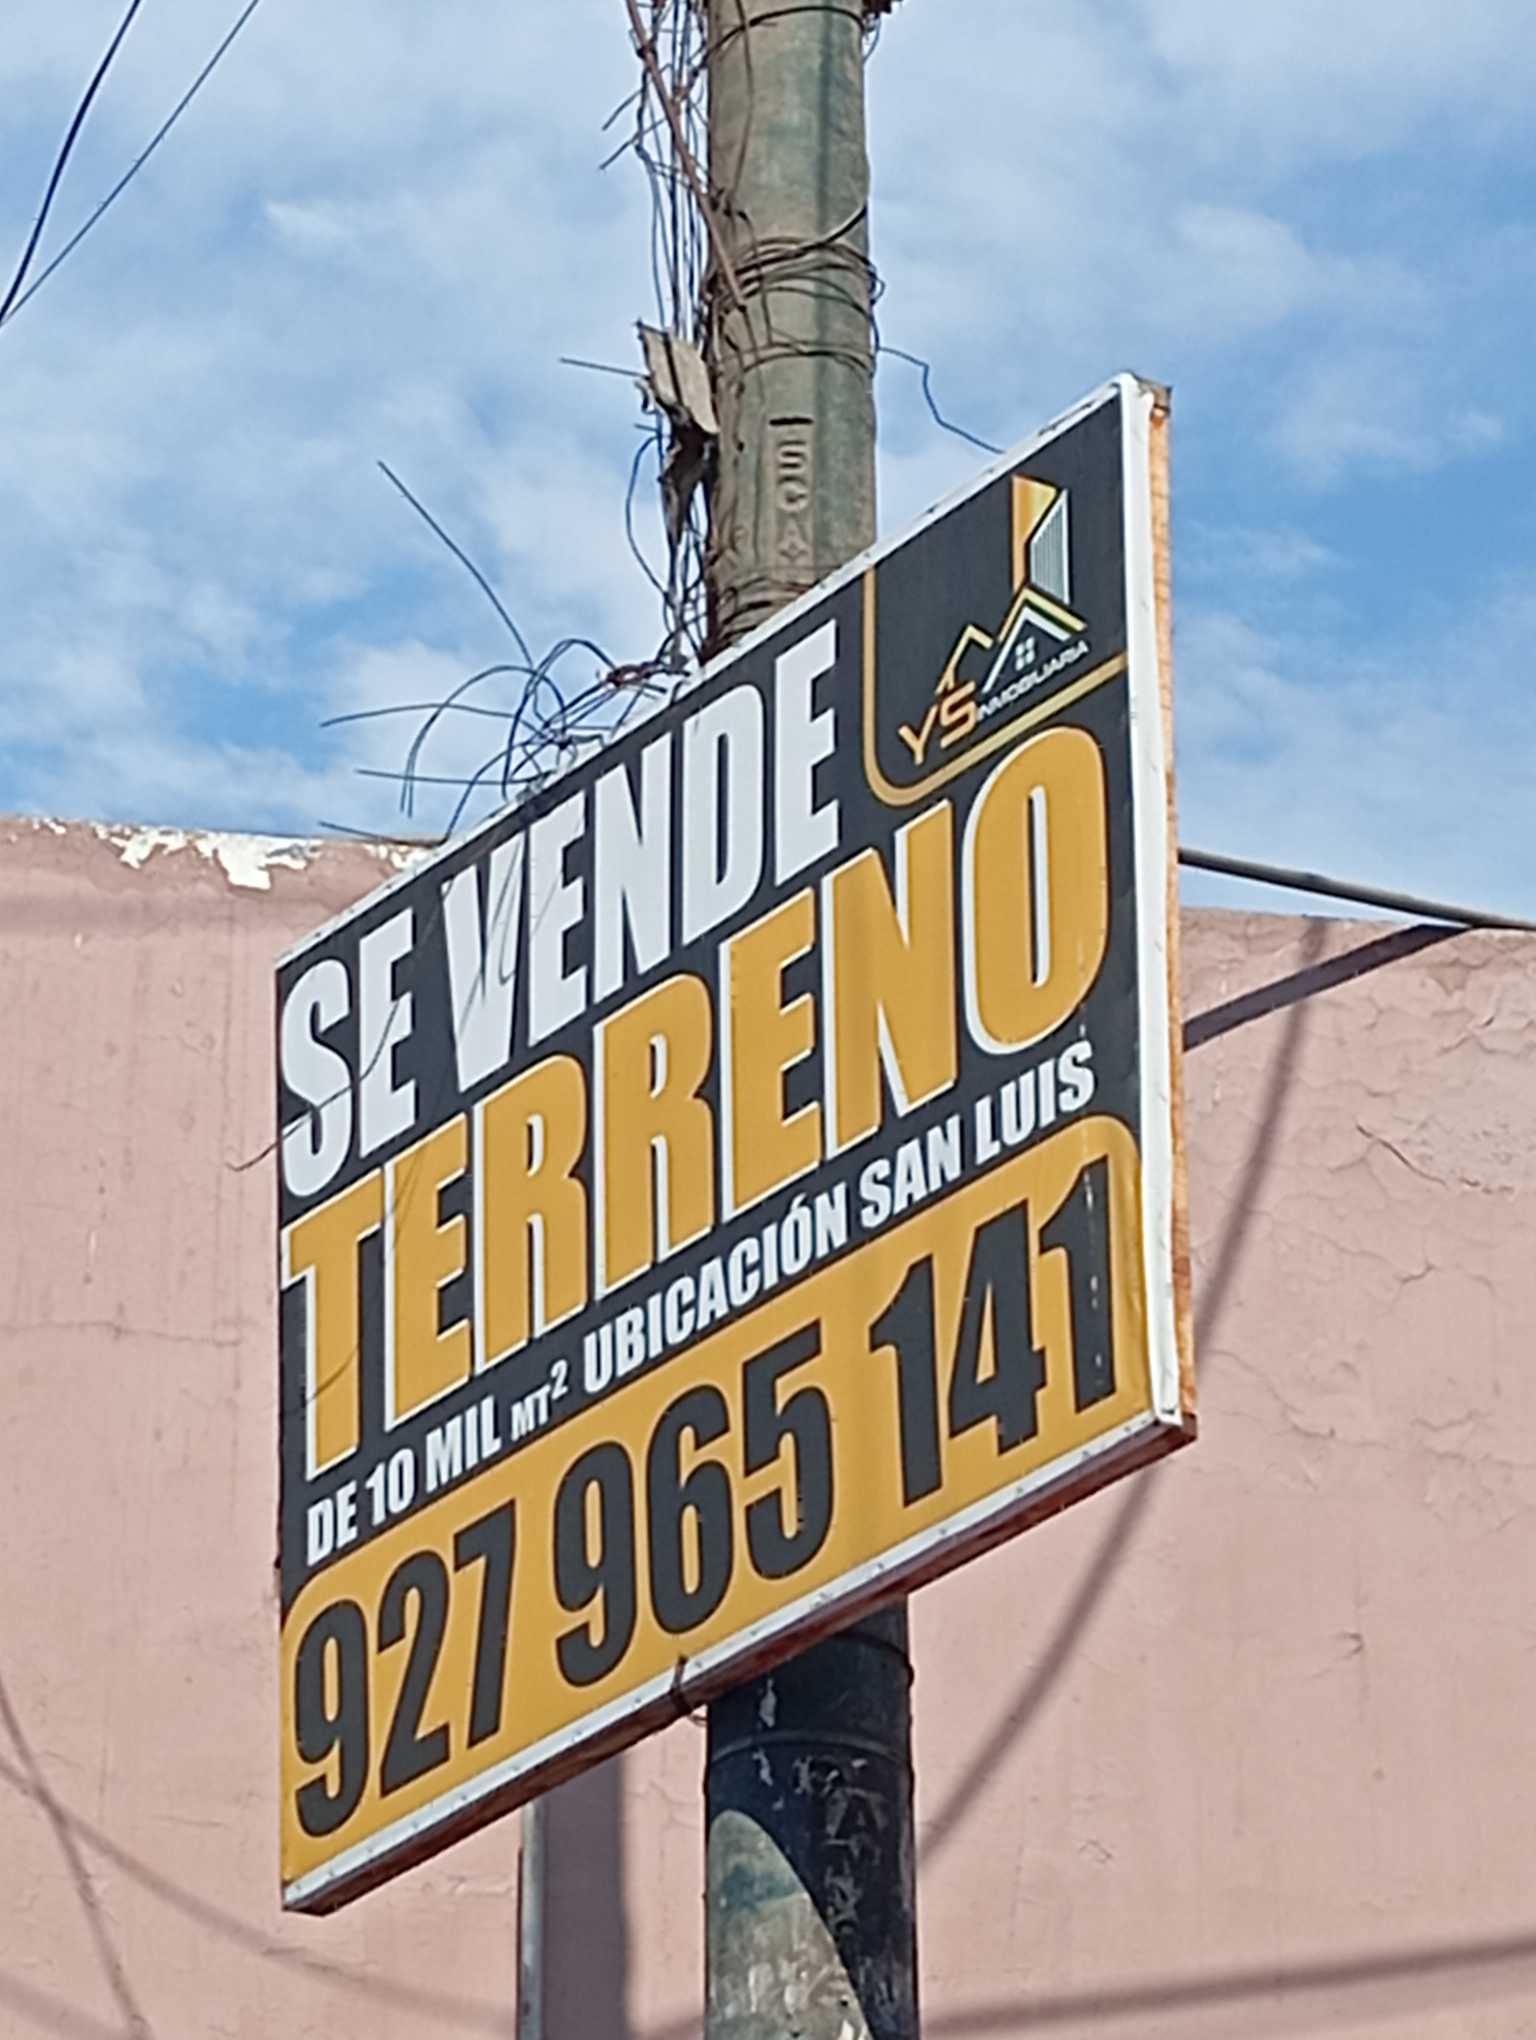 YS INMOBILIARIA
SE VENDE
TERRENO
DE 10 MIL MT² UBICACIÓN SAN LUIS
927 965 141